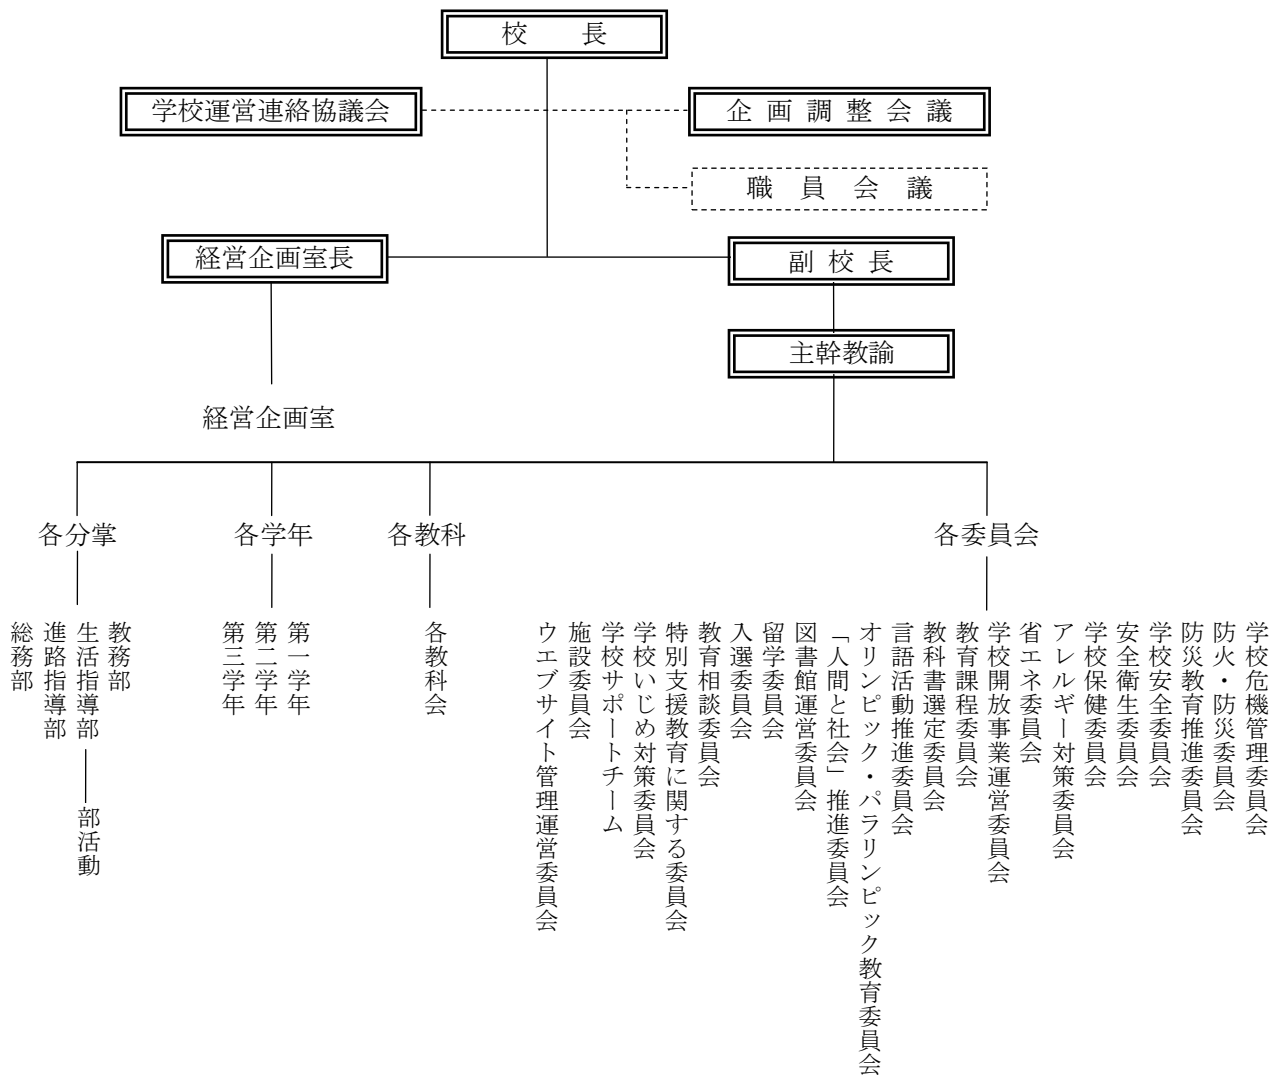 校長
学校運営連絡協議会
企画調整会議
職員会議
経営企画室長
副校長
主幹教諭
経営企画室
各分掌
各学年
各教科
各委員会
教務部
生活指導部
部活動
進路指導部
総務部
第一学年
第二学年
第三学年
各教科会
学校危機管理委員会
防火・防災委員会
防災教育推進委員会
学校安全委員会
安全衛生委員会
学校保健委員会
アレルギー対策委員会
省エネ委員会
学校開放事業運営委員会
教育課程委員会
教科書選定委員会
言語活動推進委員会
オリンピック・パラリンピック教育委員会
「人間と社会」推進委員会
図書館運営委員会
留学委員会
入選委員会
教育相談委員会
特別支援教育に関する委員会
学校いじめ対策委員会
学校サポートチーム
施設委員会
ウエブサイト管理運営委員会